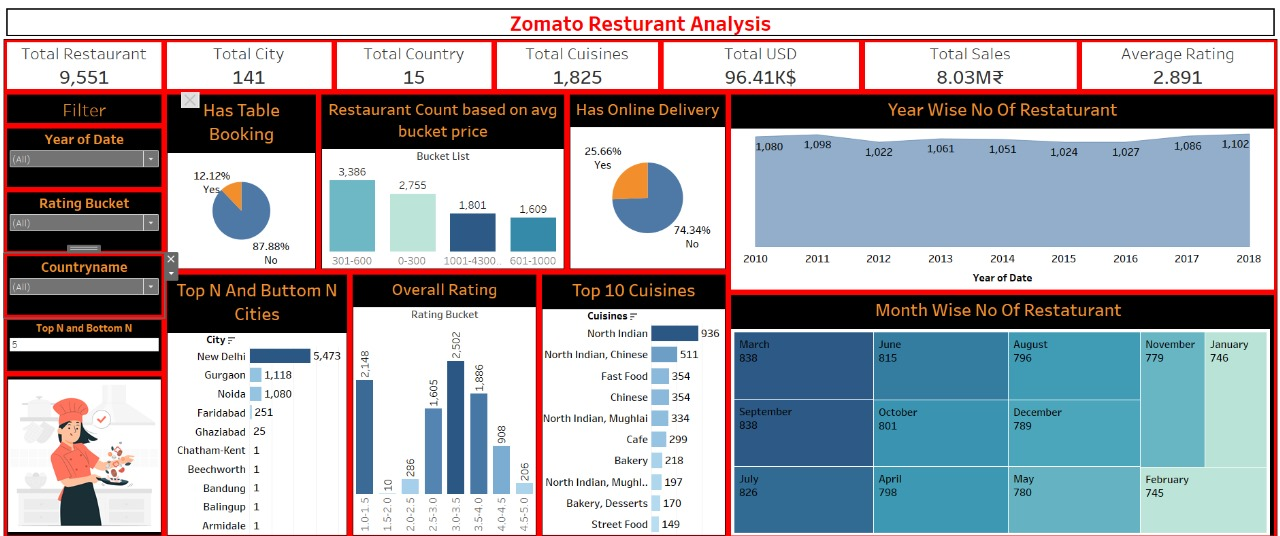 Zomato Resturant Analysis
Total Restaurant
9,551
Total City
141
Total Country
15
Total Cuisines
1,825
Total USD
96.41K$
Total Sales
8.03M₹
Average Rating
2.891
Filter
Year of Date
(All)
Rating Bucket
(All)
Countryname
(All)
Top N and Bottom N
5
Has Table
Booking
12.12%
Yes
87.88%
No
Restaurant Count based on avg
bucket price
Bucket List
3,386
2,755
1,801
1,609
301-600
0-300
1001-4300..
601-1000
Has Online Delivery
25.66%
Yes
74.34%
No
Year Wise No Of Restaturant
1,080
1,098
1,022
1,061
1,051
1,024
1,027
1,086
1,102
2010
2011
2012
2013
2014
2015
2016
2017
2018
Year of Date
Top N And Buttom N
Cities
City
New Delhi 5,473
Gurgaon 1,118
Noida 1,080
Faridabad 251
Ghaziabad 25
Chatham-Kent 1
Beechworth 1
Bandung 1
Balingup 1
Armidale 1
Overall Rating
Rating Bucket
2,148
10
286
1,605
2,502
1,886
908
206
1.0-1.5
1.5-2.0
2.0-2.5
2.5-3.0
3.0-3.5
3.5-4.0
4.0-4.5
4.5-5.0
Top 10 Cuisines
Cuisines
North Indian 936
North Indian, Chinese 511
Fast Food 354
Chinese 354
North Indian, Mughlai 334
Cafe 299
Bakery 218
North Indian, Mughl.. 197
Bakery, Desserts 170
Street Food 149
Month Wise No Of Restaturant
March
838
September
838
July
826
June
815
October
801
April
798
August
796
December
789
May
780
November
779
January
746
February
745